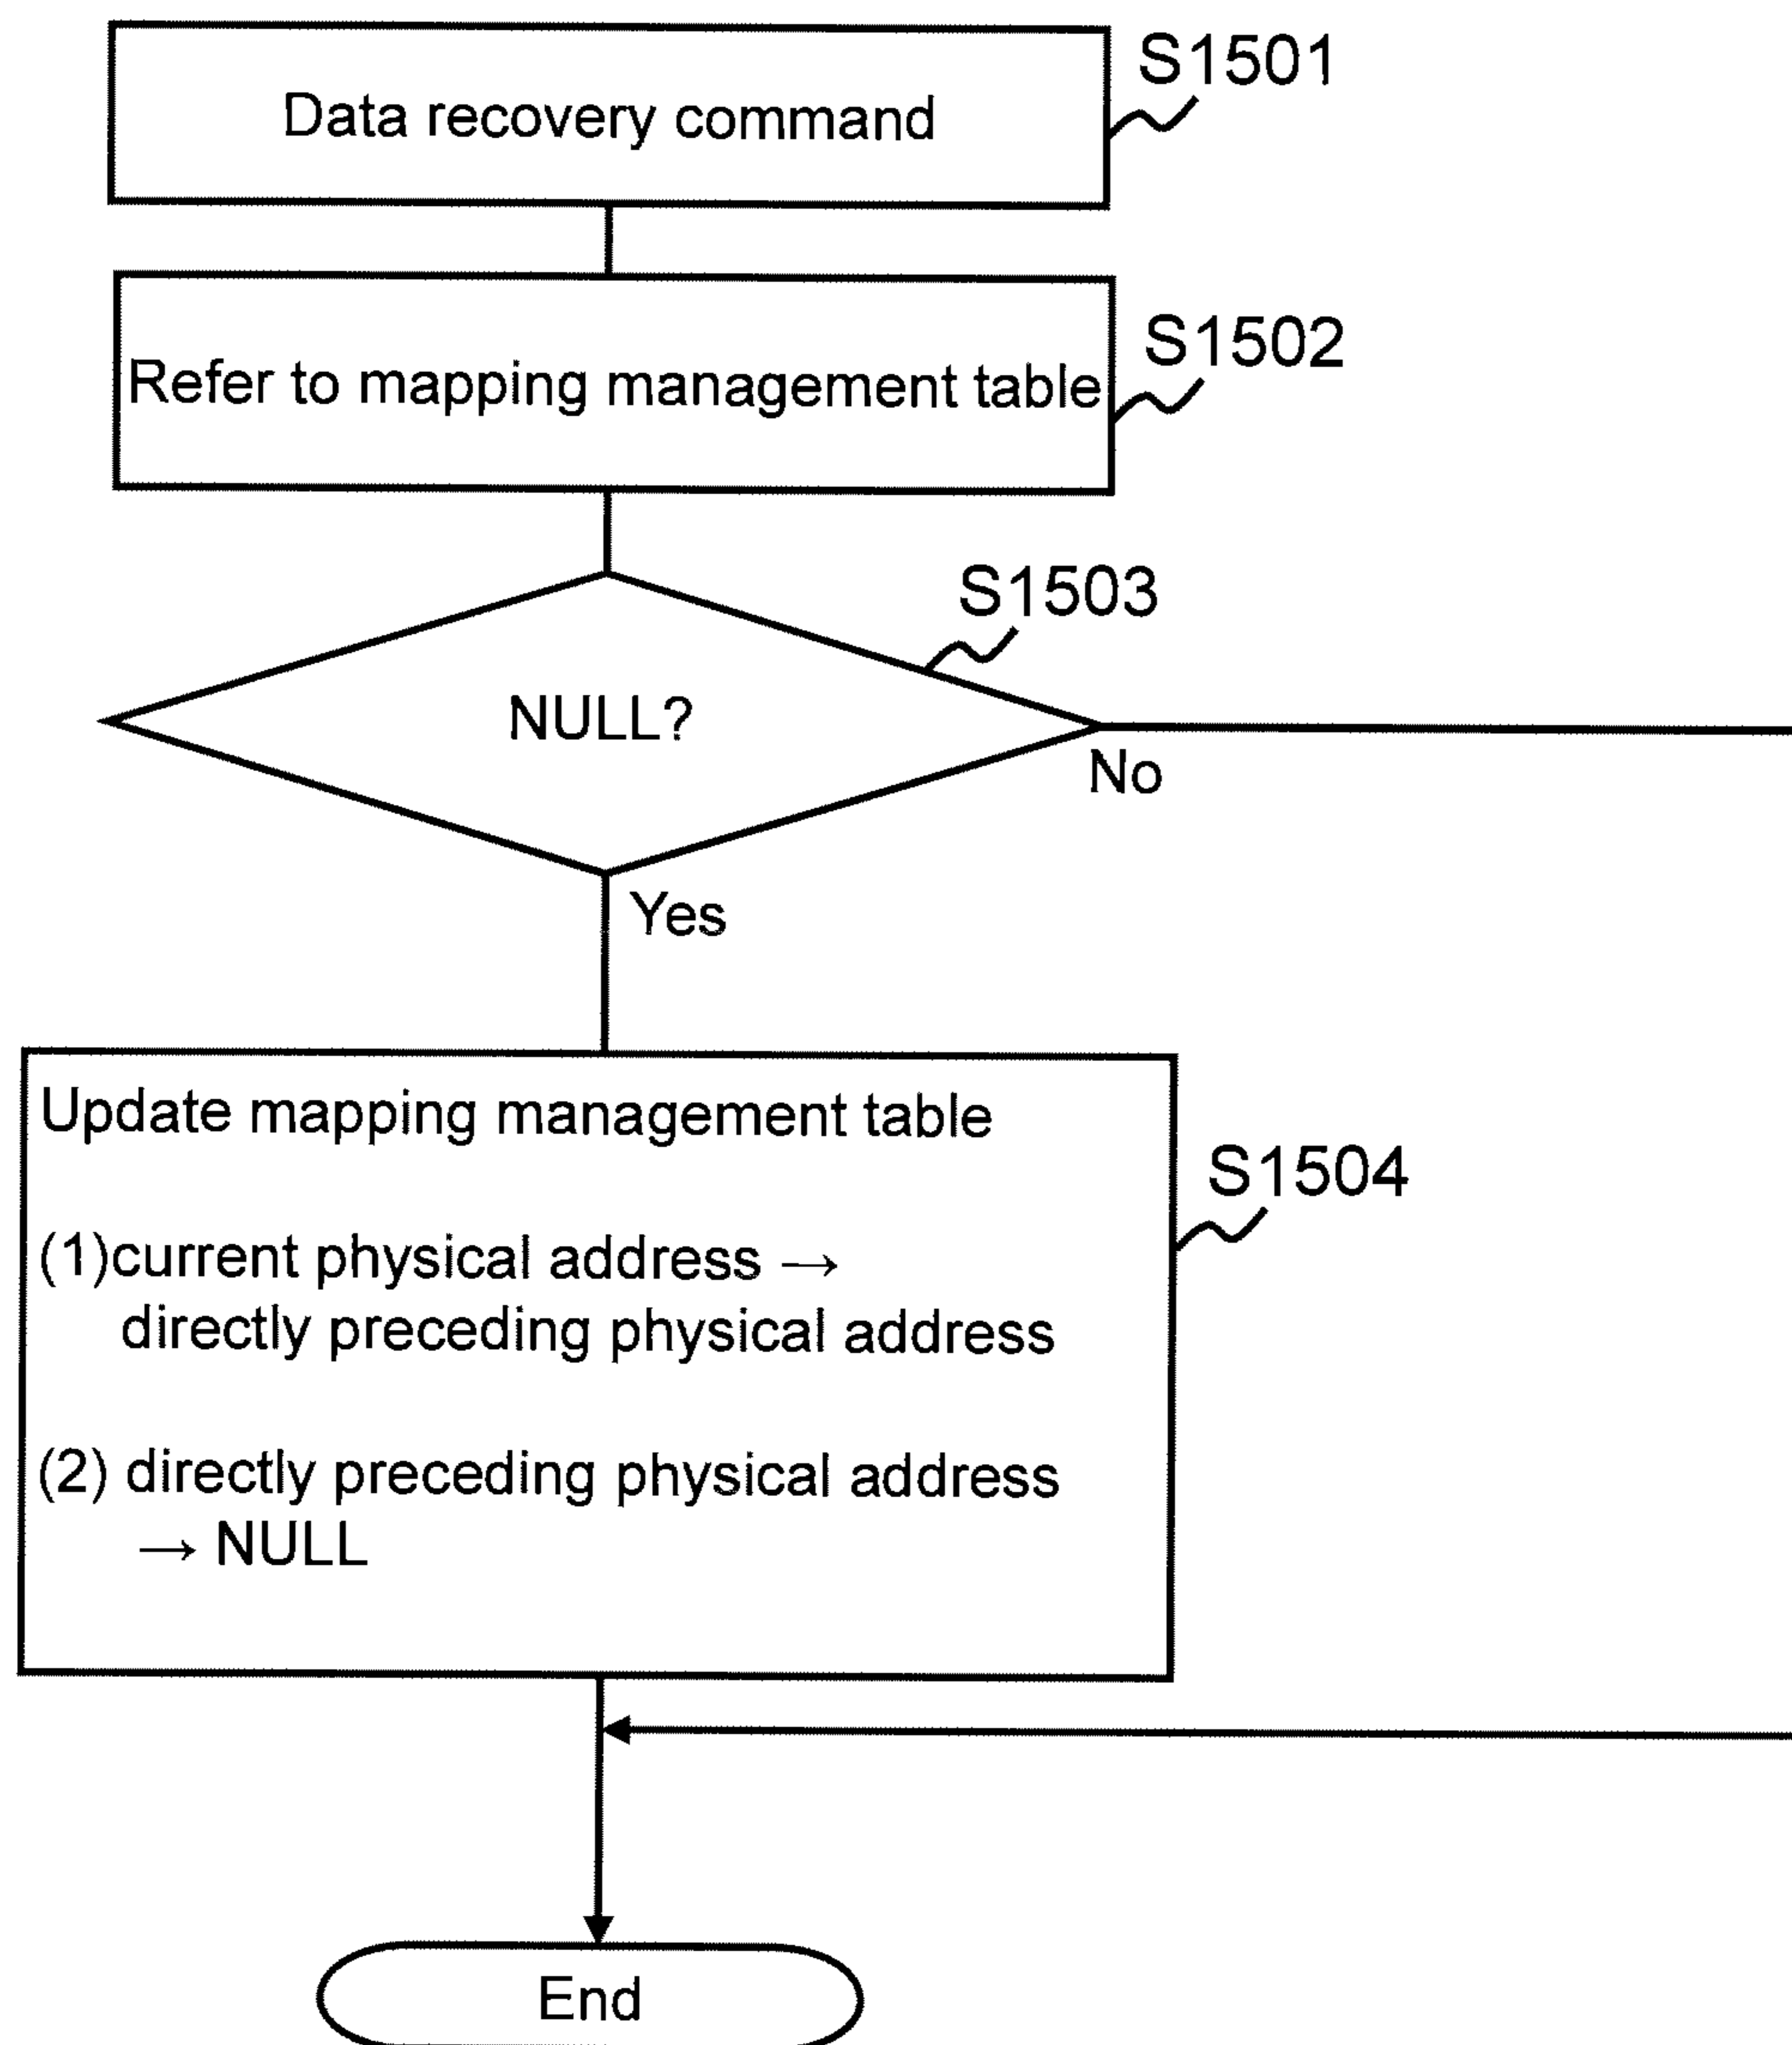 Data recovery command
S1501
Refer to mapping management table
S1502
NULL?
S1503
No
Yes
Update mapping management table
S1504
(1)current physical address →
directly preceding physical address
(2) directly preceding physical address
→ NULL
End